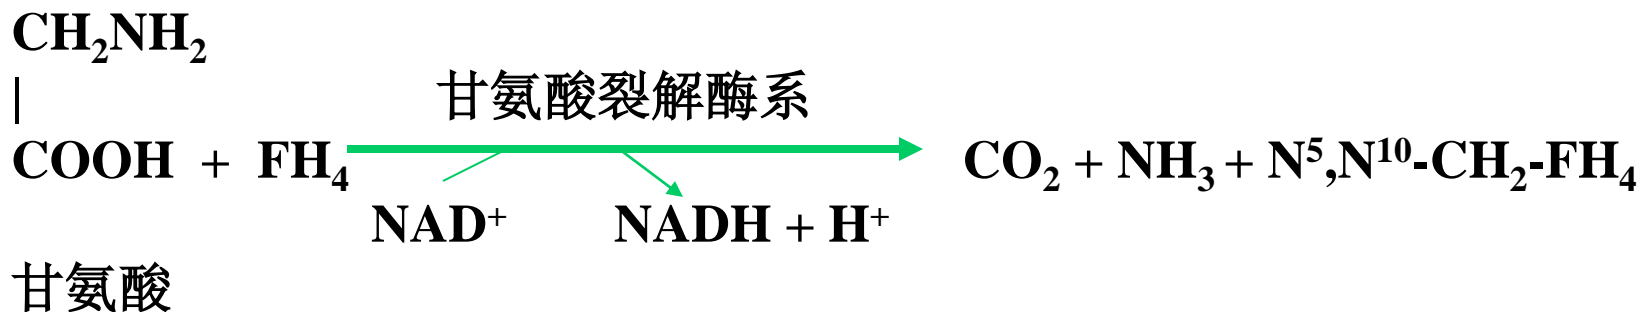 CH₂NH₂
|
甘氨酸裂解酶系
COOH + FH₄ CO₂ + NH₃ + N⁵,N¹⁰-CH₂-FH₄
NAD⁺ NADH + H⁺
甘氨酸